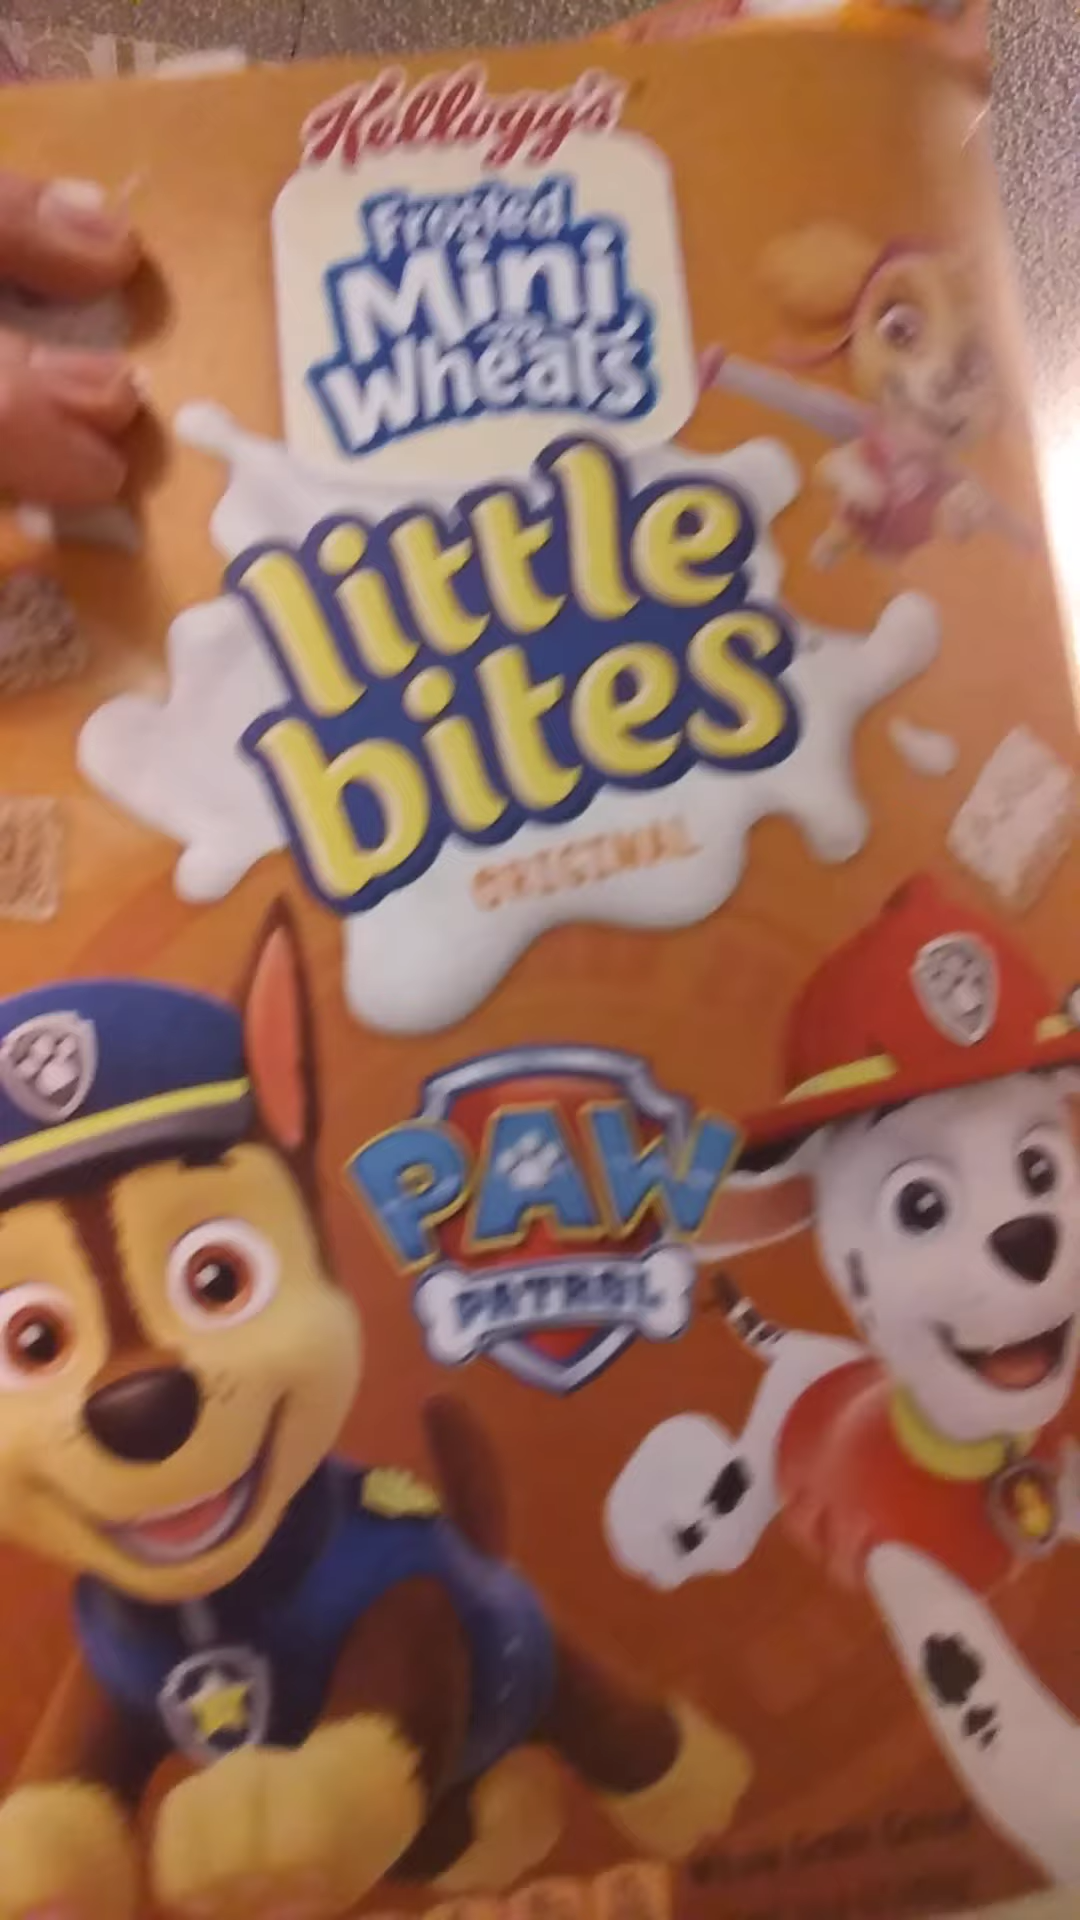 Kellogg's
Frosted
Mini
Wheats
little
bites
ORIGINAL
PAW
PATROL